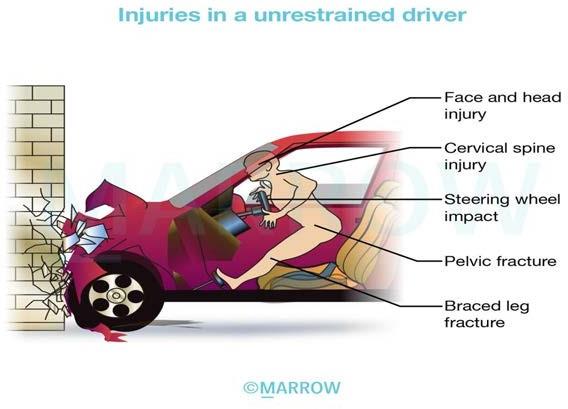 Injuries in a unrestrained driver
Face and head
injury
Cervical spine
injury
Steering wheel
impact
Pelvic fracture
Braced leg
fracture
MARROW
©MARROW